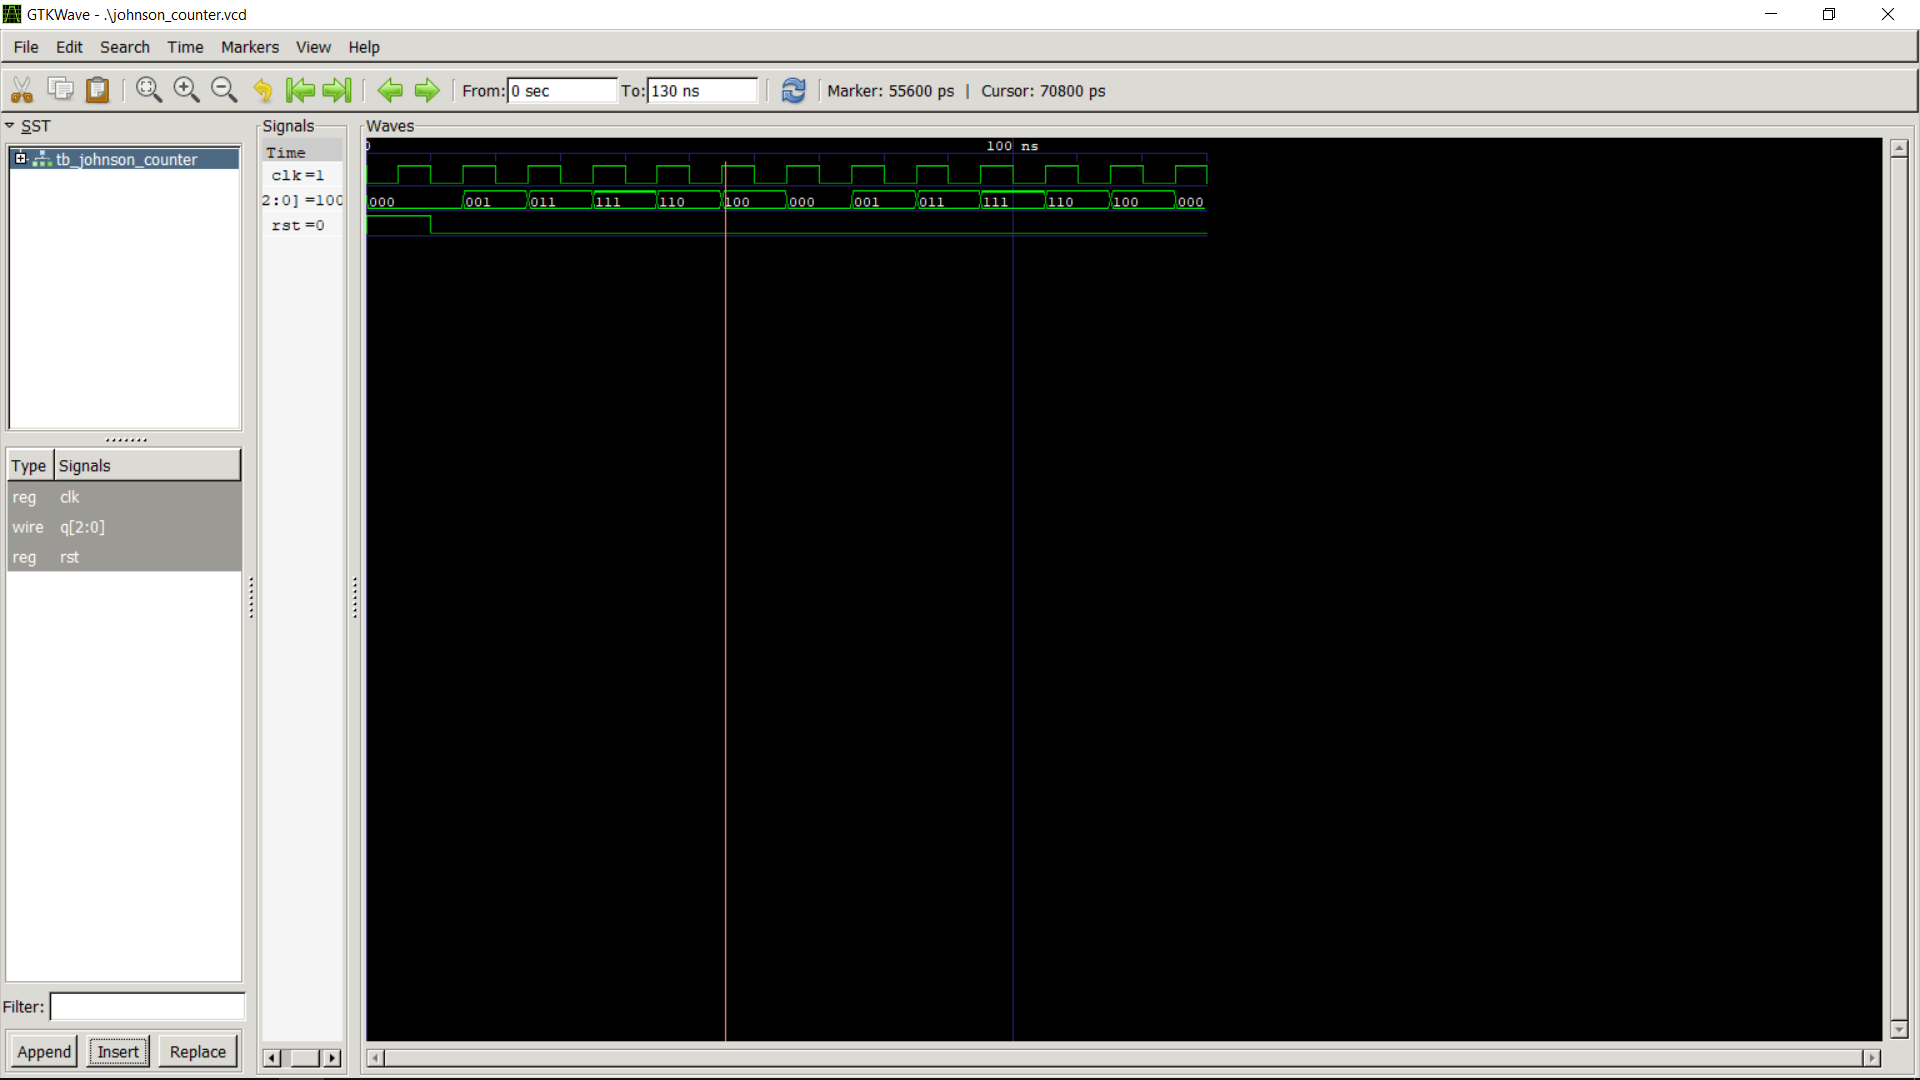 GTKWave - .\johnson_counter.vcd
File Edit Search Time Markers View Help
From: 0 sec To: 130 ns Marker: 55600 ps | Cursor: 70800 ps
SST
tb_johnson_counter
Type Signals
reg clk
wire q[2:0]
reg rst
Filter:
Append Insert Replace
Signals
Time
clk=1
2:0]=100
rst=0
Waves
0 100 ns
000 001 011 111 110 100 000 001 011 111 110 100 000